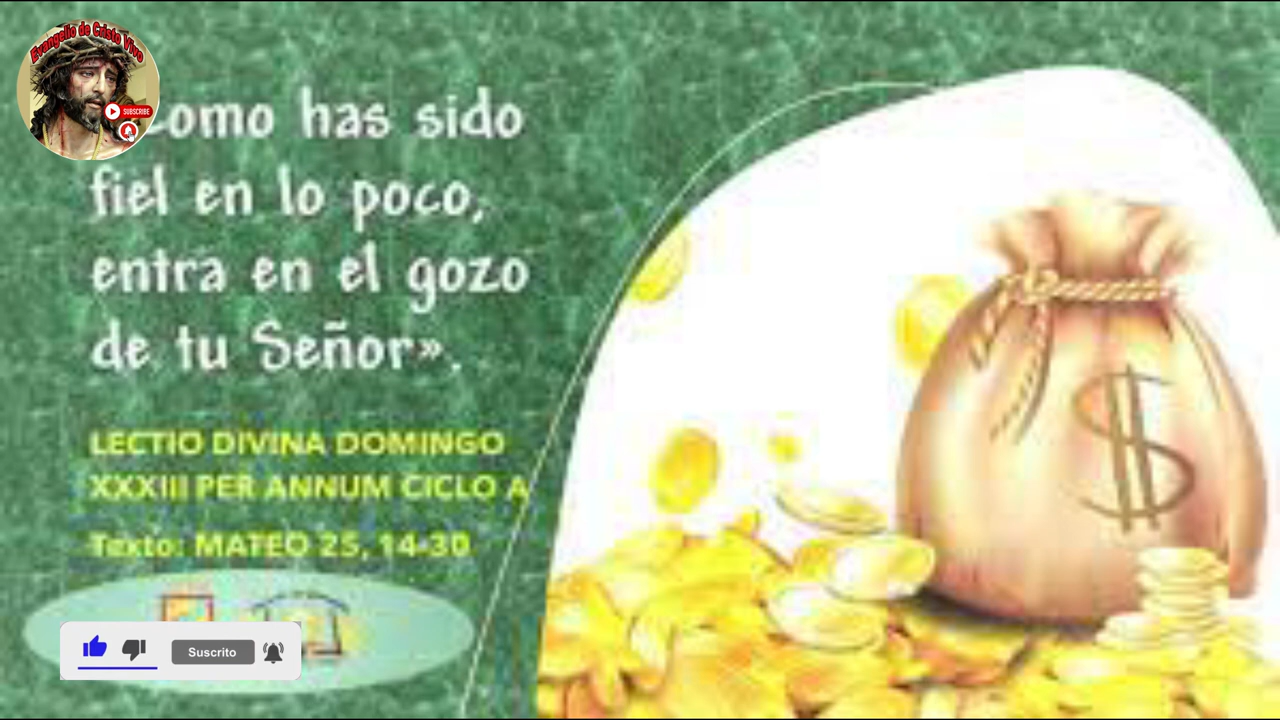 Evangelio de Cristo Vivo
SUBSCRIBE
como has sido
fiel en lo poco,
entra en el gozo
de tu Señor».
LECTIO DIVINA DOMINGO
XXXIII PER ANNUM CICLO A
Texto: MATEO 25, 14-30
Suscrito
$